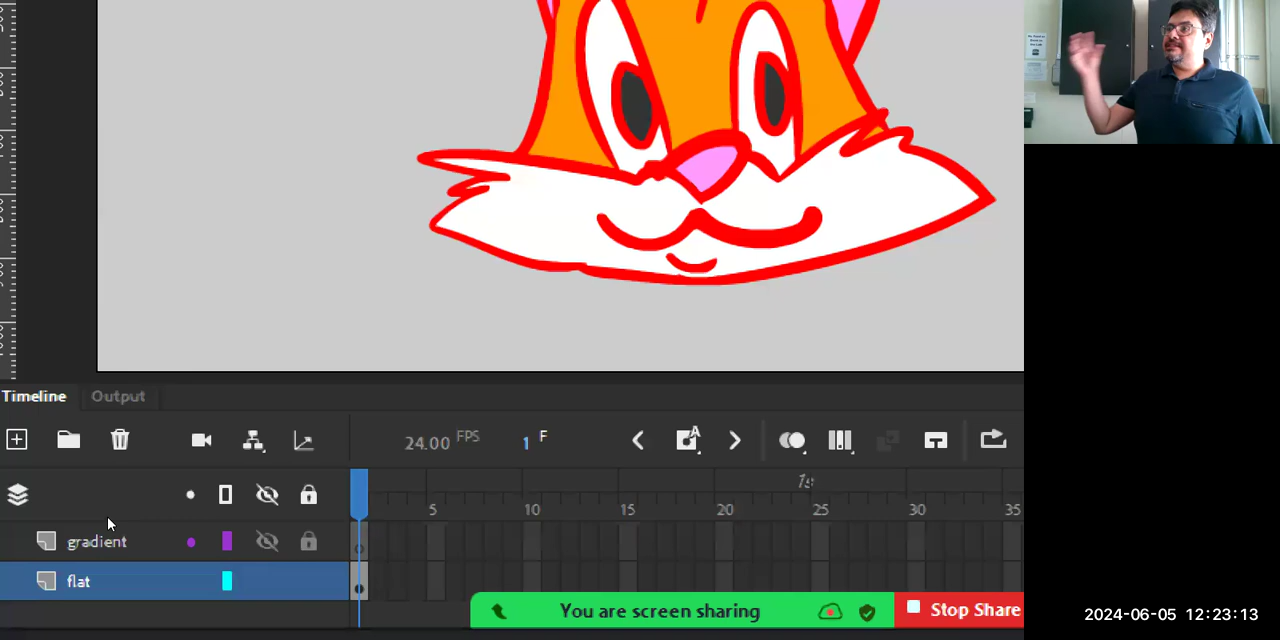 Timeline Output
24.00 FPS 1 F
1s
5 10 15 20 25 30 35
gradient
flat
You are screen sharing
Stop Share
2024-06-05 12:23:13